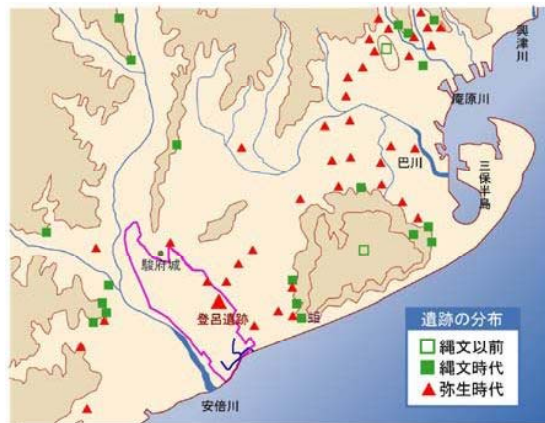 興津川
庵原川
巴川
三保半島
駿府城
登呂遺跡
安倍川
遺跡の分布
縄文以前
縄文時代
弥生時代